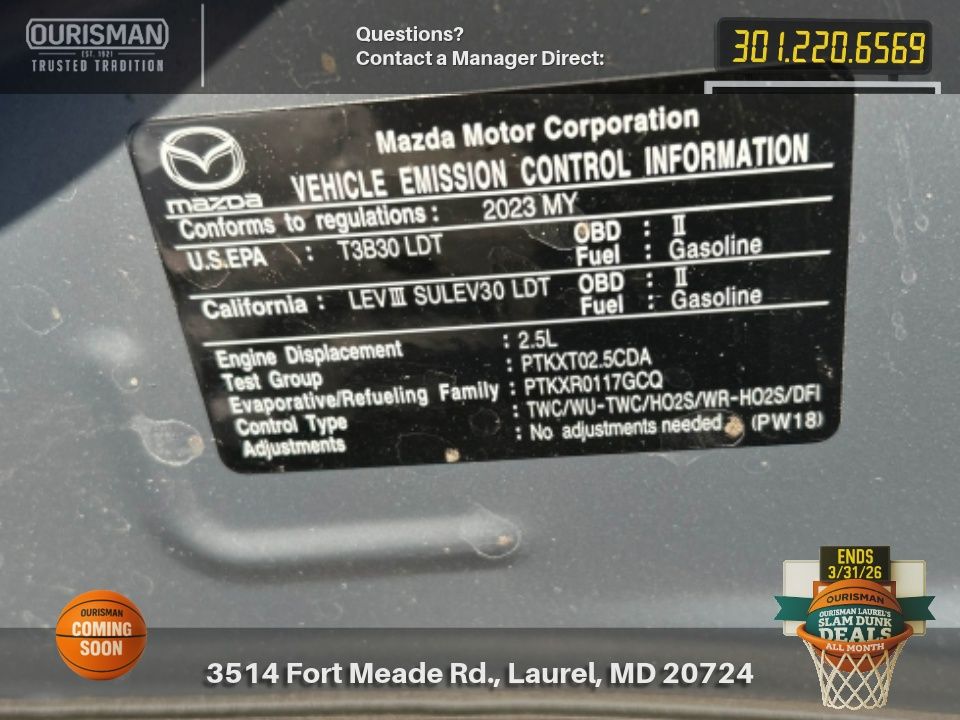 OURISMAN
EST. 1921
TRUSTED TRADITION
Questions?
Contact a Manager Direct:
301.220.6569
mazda
Mazda Motor Corporation
VEHICLE EMISSION CONTROL INFORMATION
Conforms to regulations : 2023 MY
U.S.EPA : T3B30 LDT OBD : II
Fuel : Gasoline
California : LEVIII SULEV30 LDT OBD : II
Fuel : Gasoline
Engine Displacement : 2.5L
Test Group : PTKXT02.5CDA
Evaporative/Refueling Family : PTKXR0117GCQ
Control Type : TWC/WU-TWC/HO2S/WR-HO2S/DFI
Adjustments : No adjustments needed (PW18)
OURISMAN
COMING
SOON
ENDS
3/31/26
OURISMAN
OURISMAN LAUREL'S
SLAM DUNK
DEALS
ALL MONTH
3514 Fort Meade Rd., Laurel, MD 20724